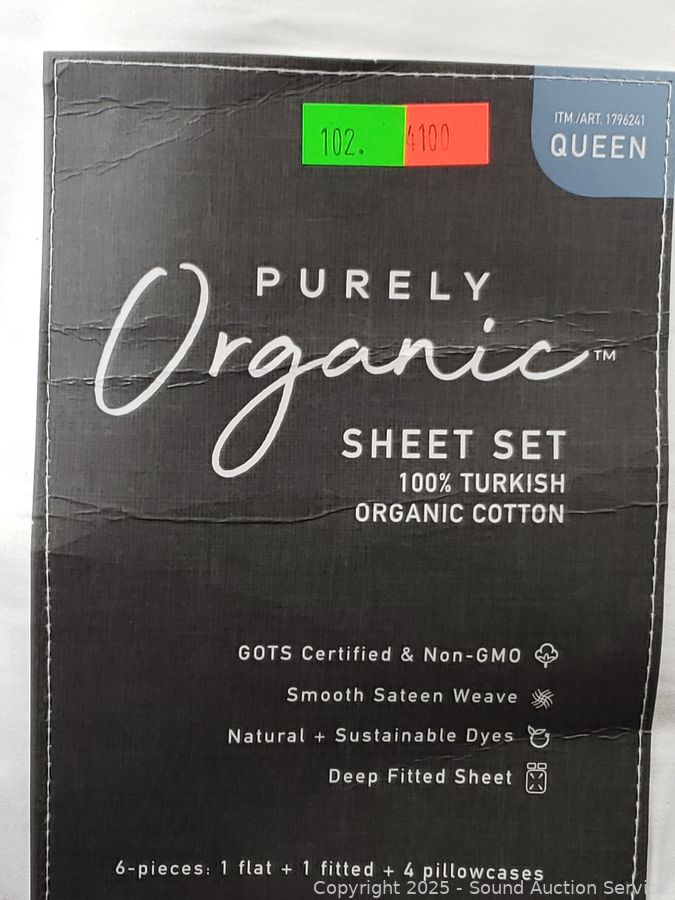 ITM./ART. 1796241
QUEEN
102. 4100
PURELY
Organic™
SHEET SET
100% TURKISH
ORGANIC COTTON
GOTS Certified & Non-GMO
Smooth Sateen Weave
Natural + Sustainable Dyes
Deep Fitted Sheet
6-pieces: 1 flat + 1 fitted + 4 pillowcases
Copyright 2025 - Sound Auction Service